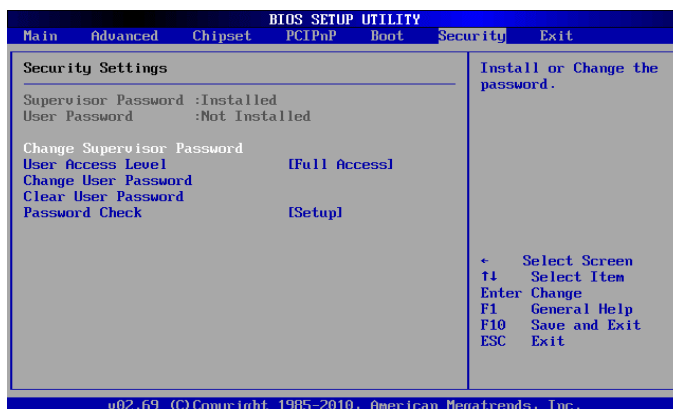 BIOS SETUP UTILITY
Main Advanced Chipset PCIPnP Boot Security Exit
Security Settings
Supervisor Password :Installed
User Password :Not Installed
Change Supervisor Password
User Access Level [Full Access]
Change User Password
Clear User Password
Password Check [Setup]
Install or Change the
password.
← Select Screen
↑↓ Select Item
Enter Change
F1 General Help
F10 Save and Exit
ESC Exit
v02.69 (C)Copyright 1985-2010, American Megatrends, Inc.